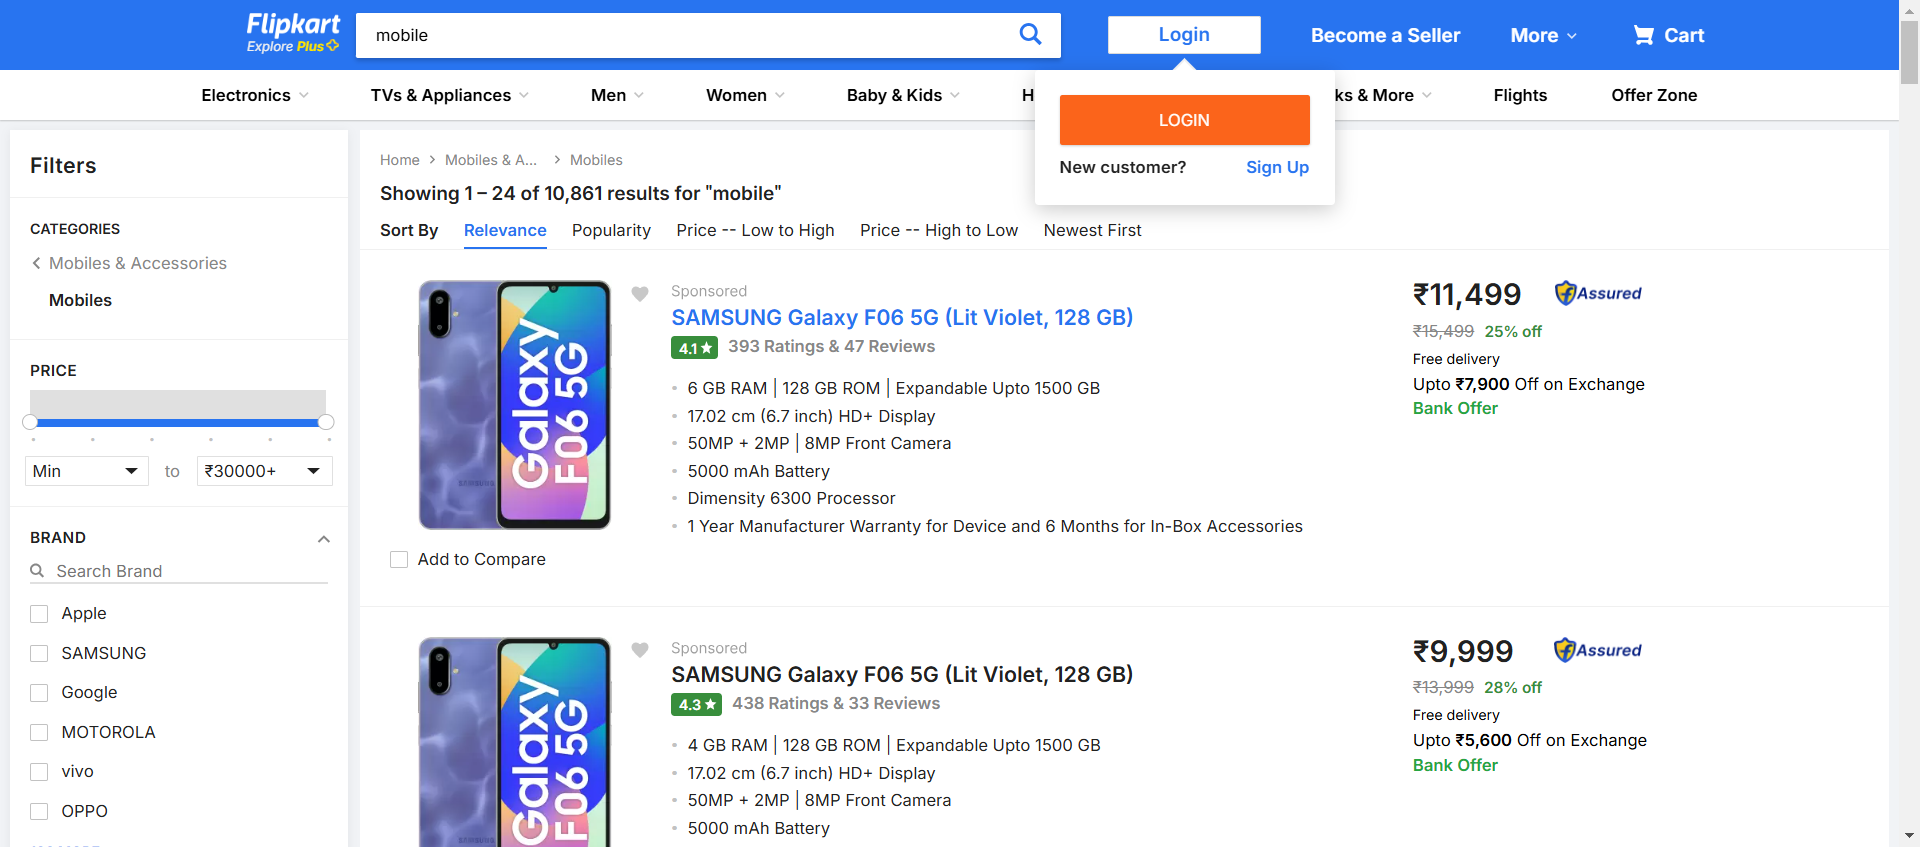 Flipkart
Explore Plus
mobile
Login
Become a Seller
More
Cart
Electronics
TVs & Appliances
Men
Women
Baby & Kids
H
ks & More
Flights
Offer Zone
LOGIN
New customer?
Sign Up
Filters
CATEGORIES
Mobiles & Accessories
Mobiles
PRICE
Min
to
₹30000+
BRAND
Search Brand
Apple
SAMSUNG
Google
MOTOROLA
vivo
OPPO
Home
Mobiles & A...
Mobiles
Showing 1 – 24 of 10,861 results for "mobile"
Sort By
Relevance
Popularity
Price -- Low to High
Price -- High to Low
Newest First
Galaxy
F06 5G
SAMSUNG
Add to Compare
Sponsored
SAMSUNG Galaxy F06 5G (Lit Violet, 128 GB)
4.1
393 Ratings & 47 Reviews
6 GB RAM | 128 GB ROM | Expandable Upto 1500 GB
17.02 cm (6.7 inch) HD+ Display
50MP + 2MP | 8MP Front Camera
5000 mAh Battery
Dimensity 6300 Processor
1 Year Manufacturer Warranty for Device and 6 Months for In-Box Accessories
₹11,499
Assured
₹15,499
25% off
Free delivery
Upto ₹7,900 Off on Exchange
Bank Offer
Galaxy
F06 5G
Sponsored
SAMSUNG Galaxy F06 5G (Lit Violet, 128 GB)
4.3
438 Ratings & 33 Reviews
4 GB RAM | 128 GB ROM | Expandable Upto 1500 GB
17.02 cm (6.7 inch) HD+ Display
50MP + 2MP | 8MP Front Camera
5000 mAh Battery
₹9,999
Assured
₹13,999
28% off
Free delivery
Upto ₹5,600 Off on Exchange
Bank Offer